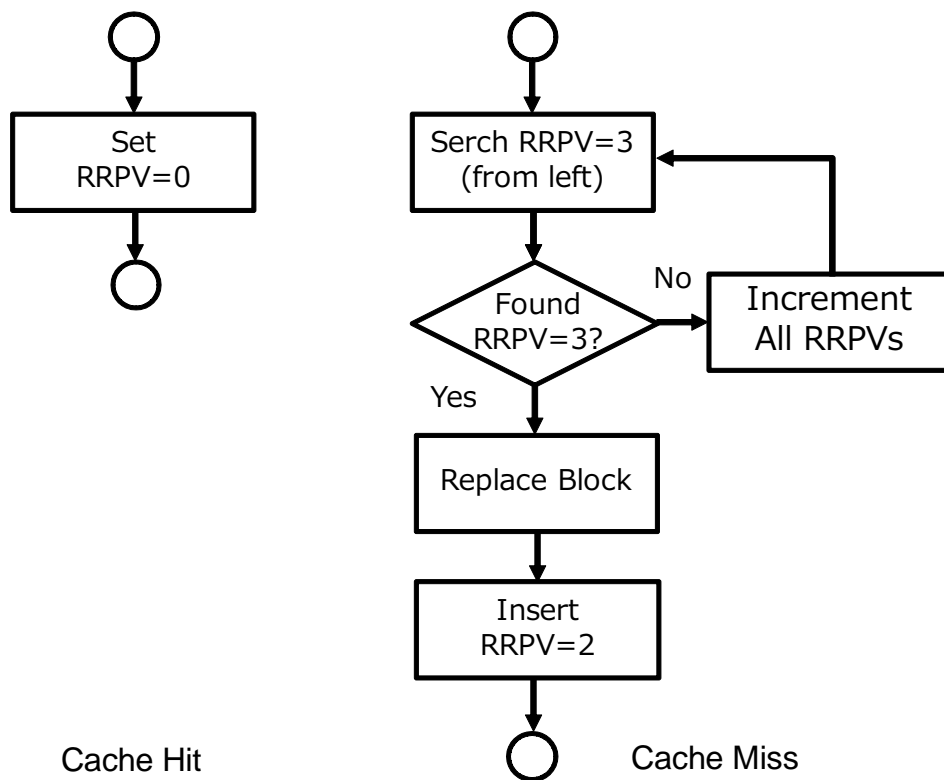 Set
RRPV=0
Serch RRPV=3
(from left)
Found
RRPV=3?
No
Increment
All RRPVs
Yes
Replace Block
Insert
RRPV=2
Cache Hit
Cache Miss